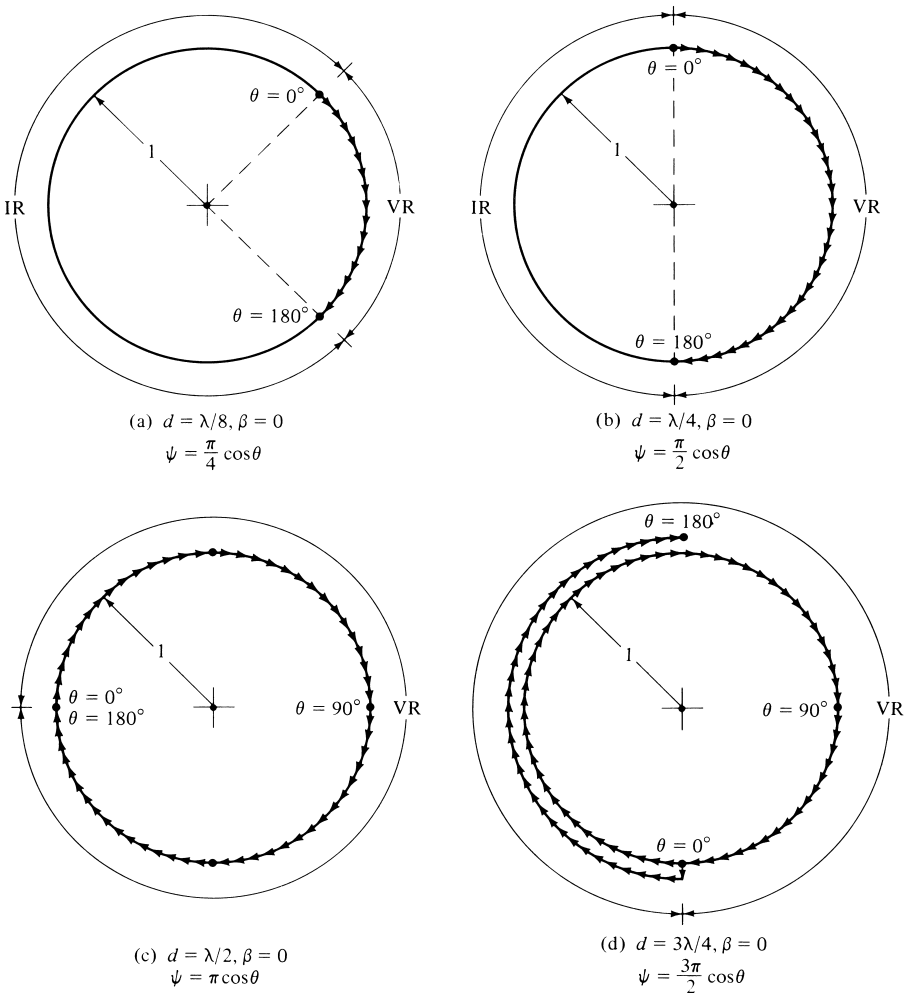 θ = 0°
1
IR
VR
θ = 180°
(a) d = λ/8, β = 0
ψ = π/4 cosθ
θ = 0°
1
IR
VR
θ = 180°
(b) d = λ/4, β = 0
ψ = π/2 cosθ
1
θ = 0°
θ = 180°
θ = 90°
VR
(c) d = λ/2, β = 0
ψ = π cosθ
θ = 180°
1
θ = 90°
VR
θ = 0°
(d) d = 3λ/4, β = 0
ψ = 3π/2 cosθ